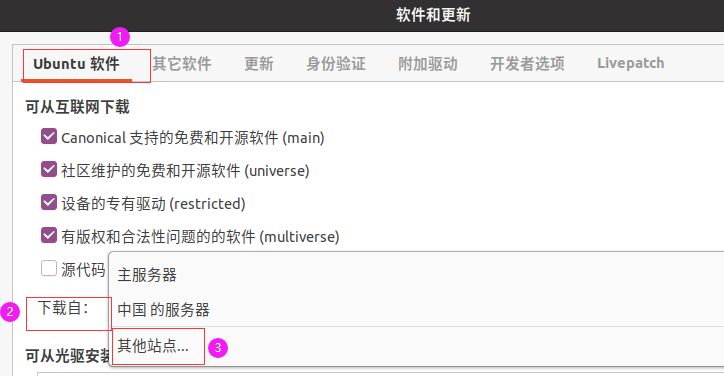 软件和更新
1
Ubuntu 软件 其它软件 更新 身份验证 附加驱动 开发者选项 Livepatch
可从互联网下载
Canonical 支持的免费和开源软件 (main)
社区维护的免费和开源软件 (universe)
设备的专有驱动 (restricted)
有版权和合法性问题的的软件 (multiverse)
源代码
主服务器
2 下载自：
中国 的服务器
其他站点... 3
可从光驱安装